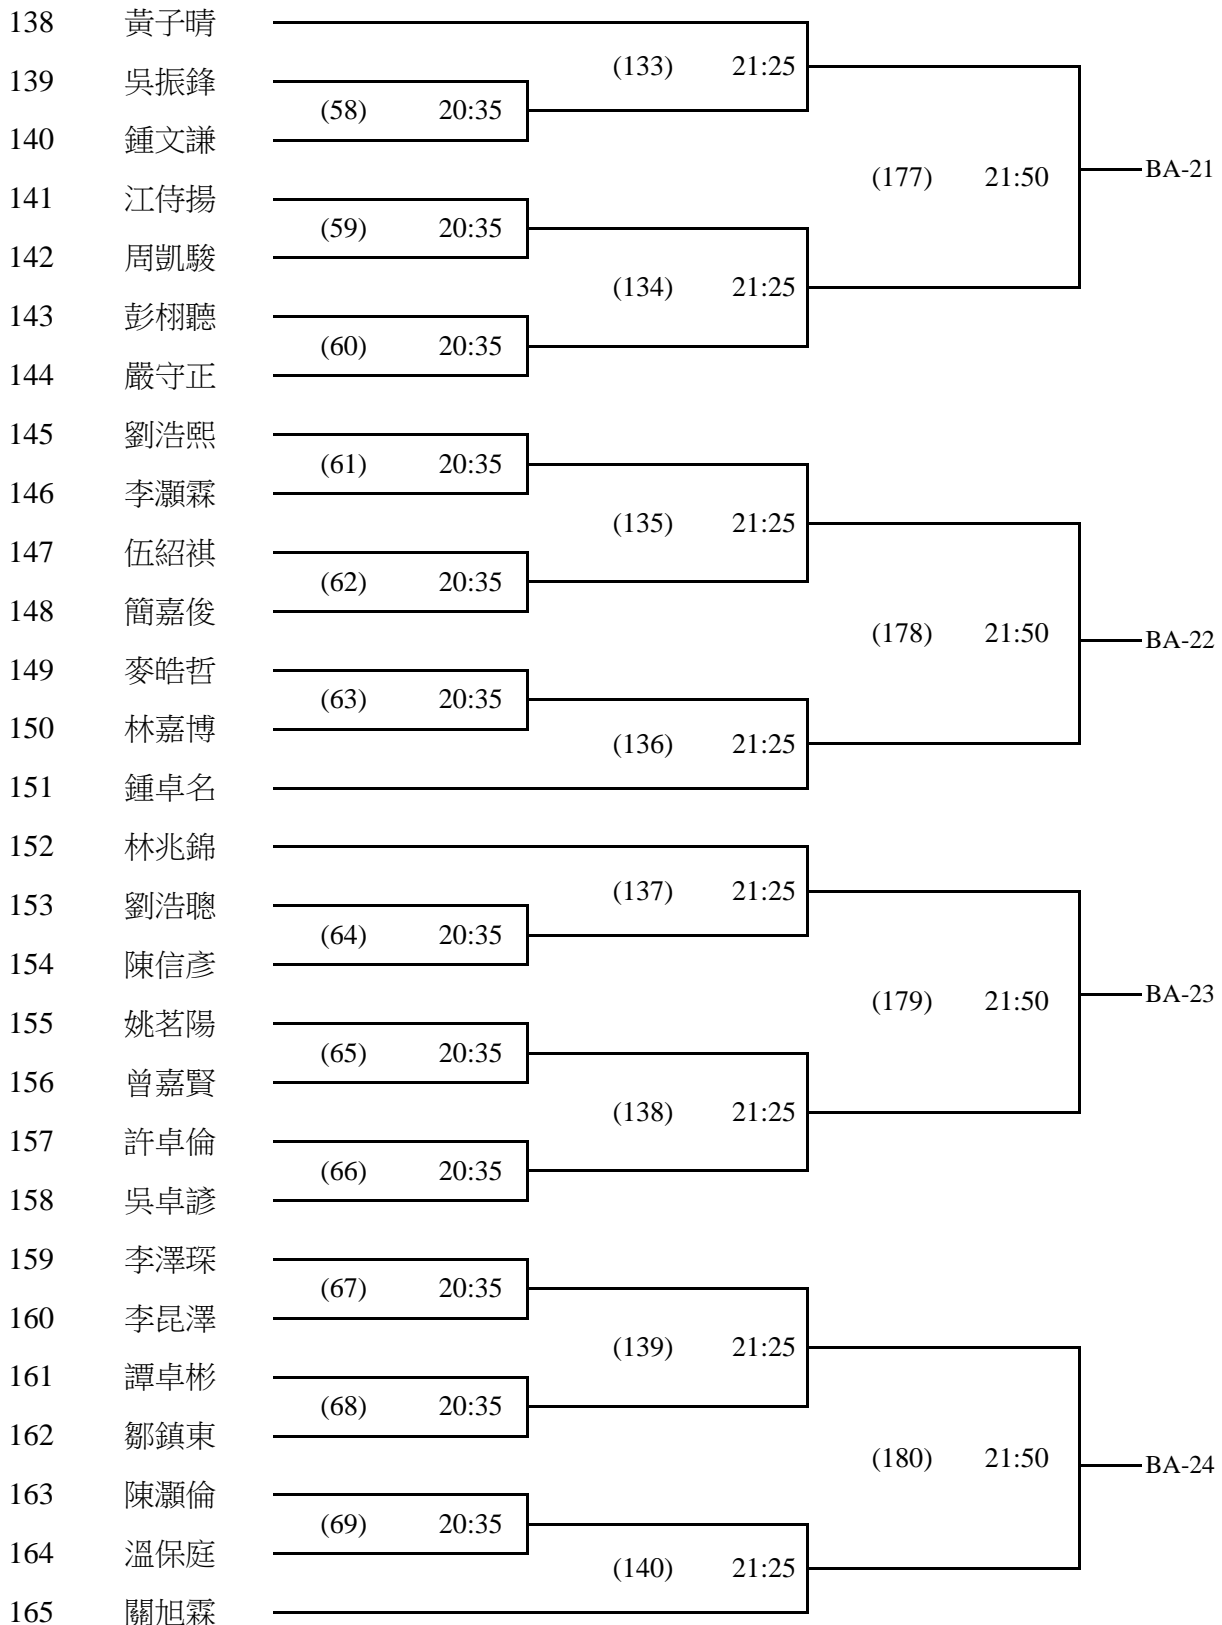 138 黃子晴
(133) 21:25
139 吳振鋒
(58) 20:35
140 鍾文謙
(177) 21:50 BA-21
141 江侍揚
(59) 20:35
142 周凱駿
(134) 21:25
143 彭栩聽
(60) 20:35
144 嚴守正
145 劉浩熙
(61) 20:35
146 李灝霖
(135) 21:25
147 伍紹祺
(62) 20:35
148 簡嘉俊
(178) 21:50 BA-22
149 麥皓哲
(63) 20:35
150 林嘉博
(136) 21:25
151 鍾卓名
152 林兆錦
(137) 21:25
153 劉浩聰
(64) 20:35
154 陳信彥
(179) 21:50 BA-23
155 姚茗陽
(65) 20:35
156 曾嘉賢
(138) 21:25
157 許卓倫
(66) 20:35
158 吳卓諺
159 李澤琛
(67) 20:35
160 李昆澤
(139) 21:25
161 譚卓彬
(68) 20:35
162 鄒鎮東
(180) 21:50 BA-24
163 陳灝倫
(69) 20:35
164 溫保庭
(140) 21:25
165 關旭霖